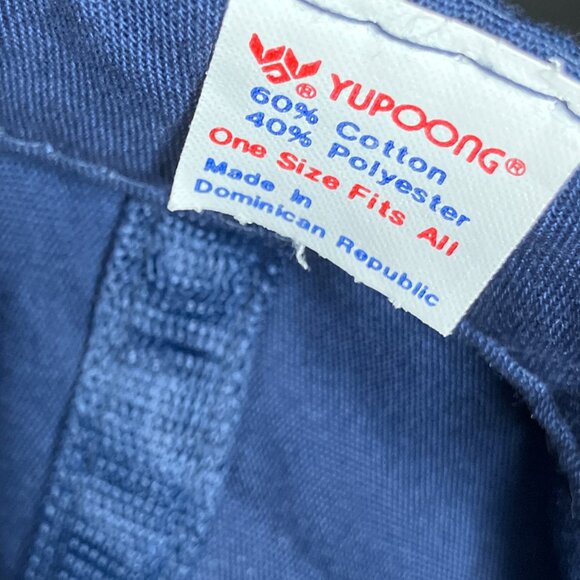 ® YUPOONG®
60% Cotton
40% Polyester
One Size Fits All
Made In
Dominican Republic